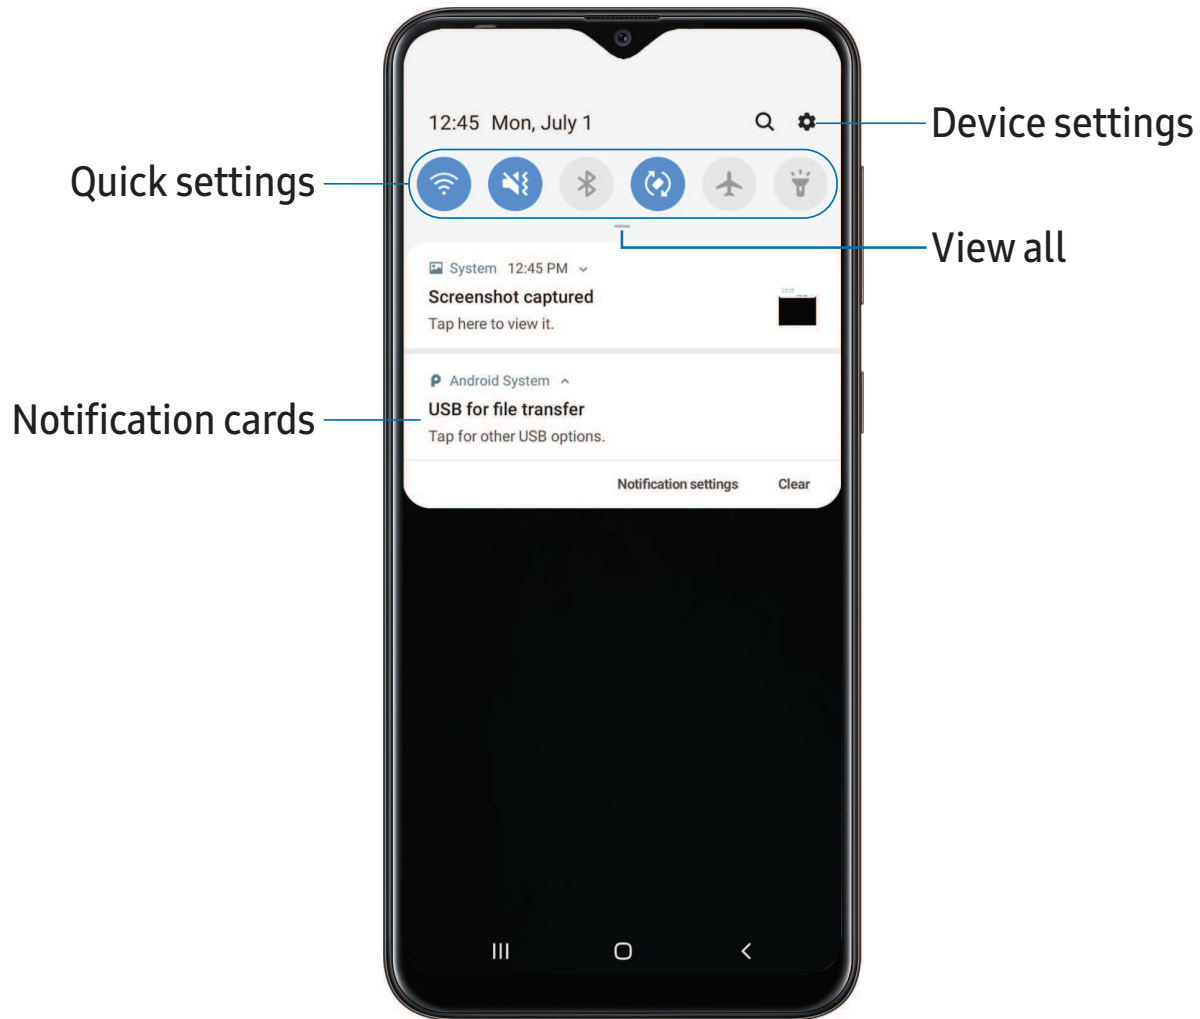 12:45 Mon, July 1
Device settings
Quick settings
View all
System 12:45 PM
Screenshot captured
Tap here to view it.
Android System
USB for file transfer
Tap for other USB options.
Notification cards
Notification settings Clear